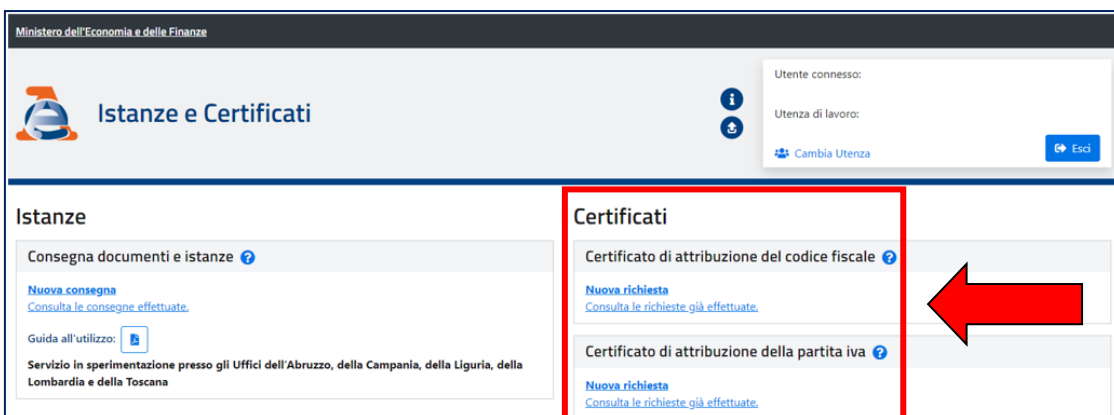 Ministero dell'Economia e delle Finanze
Istanze e Certificati
Utente connesso:
Utenza di lavoro:
Cambia Utenza
Esci
Istanze
Consegna documenti e istanze
Nuova consegna
Consulta le consegne effettuate.
Guida all'utilizzo:
Servizio in sperimentazione presso gli Uffici dell'Abruzzo, della Campania, della Liguria, della
Lombardia e della Toscana
Certificati
Certificato di attribuzione del codice fiscale
Nuova richiesta
Consulta le richieste già effettuate.
Certificato di attribuzione della partita iva
Nuova richiesta
Consulta le richieste già effettuate.